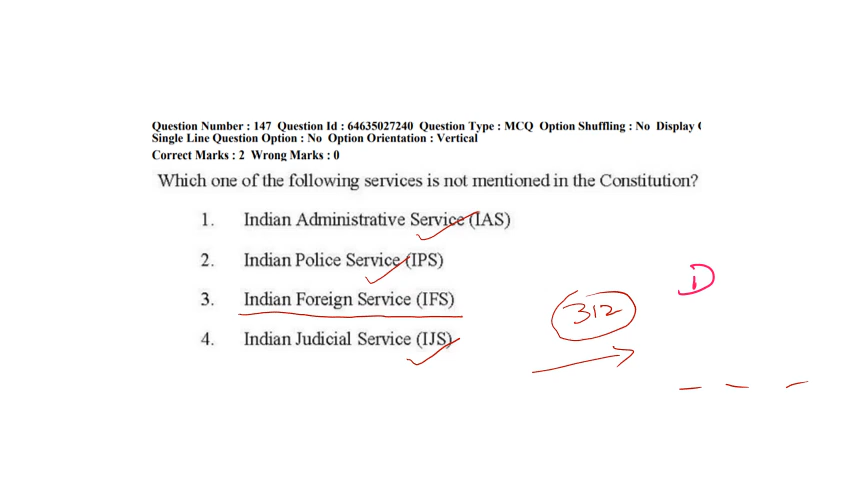 Question Number : 147 Question Id : 64635027240 Question Type : MCQ Option Shuffling : No Display
Single Line Question Option : No Option Orientation : Vertical
Correct Marks : 2 Wrong Marks : 0
Which one of the following services is not mentioned in the Constitution?
1. Indian Administrative Service (IAS)
2. Indian Police Service (IPS)
3. Indian Foreign Service (IFS)
4. Indian Judicial Service (IJS)
312
D